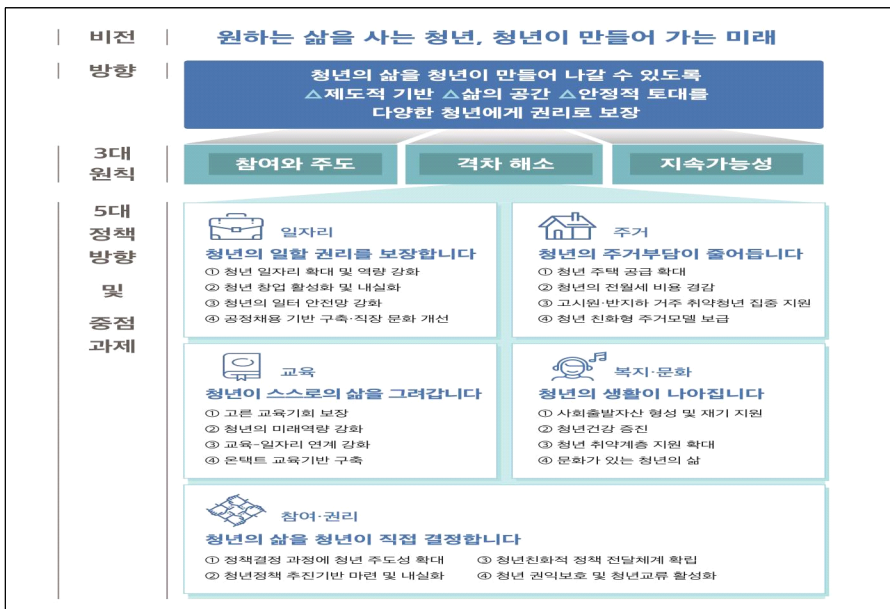 비전
원하는 삶을 사는 청년, 청년이 만들어 가는 미래
방향
청년의 삶을 청년이 만들어 나갈 수 있도록
△제도적 기반 △삶의 공간 △안정적 토대를
다양한 청년에게 권리로 보장
3대
원칙
참여와 주도
격차 해소
지속가능성
5대
정책
방향
및
중점
과제
일자리
청년의 일할 권리를 보장합니다
① 청년 일자리 확대 및 역량 강화
② 청년 창업 활성화 및 내실화
③ 청년의 일터 안전망 강화
④ 공정채용 기반 구축·직장 문화 개선
주거
청년의 주거부담이 줄어듭니다
① 청년 주택 공급 확대
② 청년의 전월세 비용 경감
③ 고시원·반지하 거주 취약청년 집중 지원
④ 청년 친화형 주거모델 보급
교육
청년이 스스로의 삶을 그려갑니다
① 고른 교육기회 보장
② 청년의 미래역량 강화
③ 교육-일자리 연계 강화
④ 온택트 교육기반 구축
복지·문화
청년의 생활이 나아집니다
① 사회출발자산 형성 및 재기 지원
② 청년건강 증진
③ 청년 취약계층 지원 확대
④ 문화가 있는 청년의 삶
참여·권리
청년의 삶을 청년이 직접 결정합니다
① 정책결정 과정에 청년 주도성 확대
② 청년정책 추진기반 마련 및 내실화
③ 청년친화적 정책 전달체계 확립
④ 청년 권익보호 및 청년교류 활성화